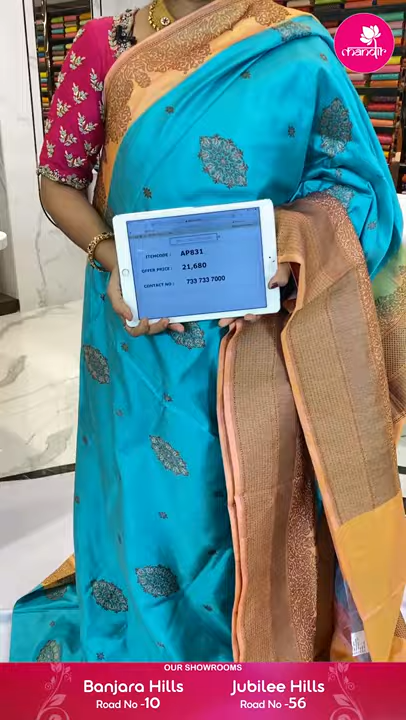 mandir
ITEMCODE : AP831
OFFER PRICE : 21,680
CONTACT NO : 733 733 7000
OUR SHOWROOMS
Banjara Hills
Road No -10
Jubilee Hills
Road No -56